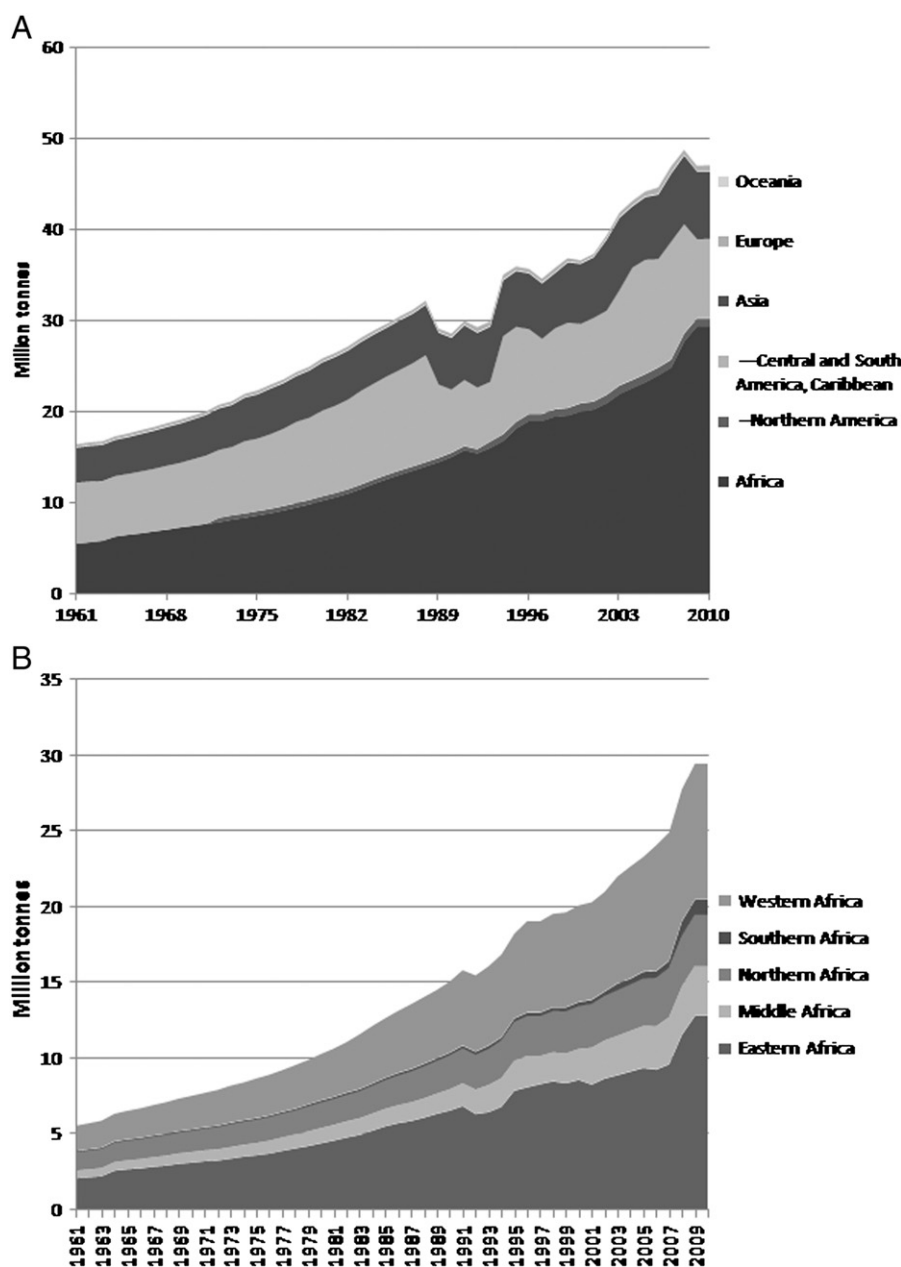 A
60
50
40
30
20
10
0
Million tonnes
1961 1968 1975 1982 1989 1996 2003 2010
Oceania
Europe
Asia
—Central and South
America, Caribbean
—Northern America
Africa
B
35
30
25
20
15
10
5
0
Million tonnes
1961 1963 1965 1967 1969 1971 1973 1975 1977 1979 1981 1983 1985 1987 1989 1991 1993 1995 1997 1999 2001 2003 2005 2007 2009
Western Africa
Southern Africa
Northern Africa
Middle Africa
Eastern Africa